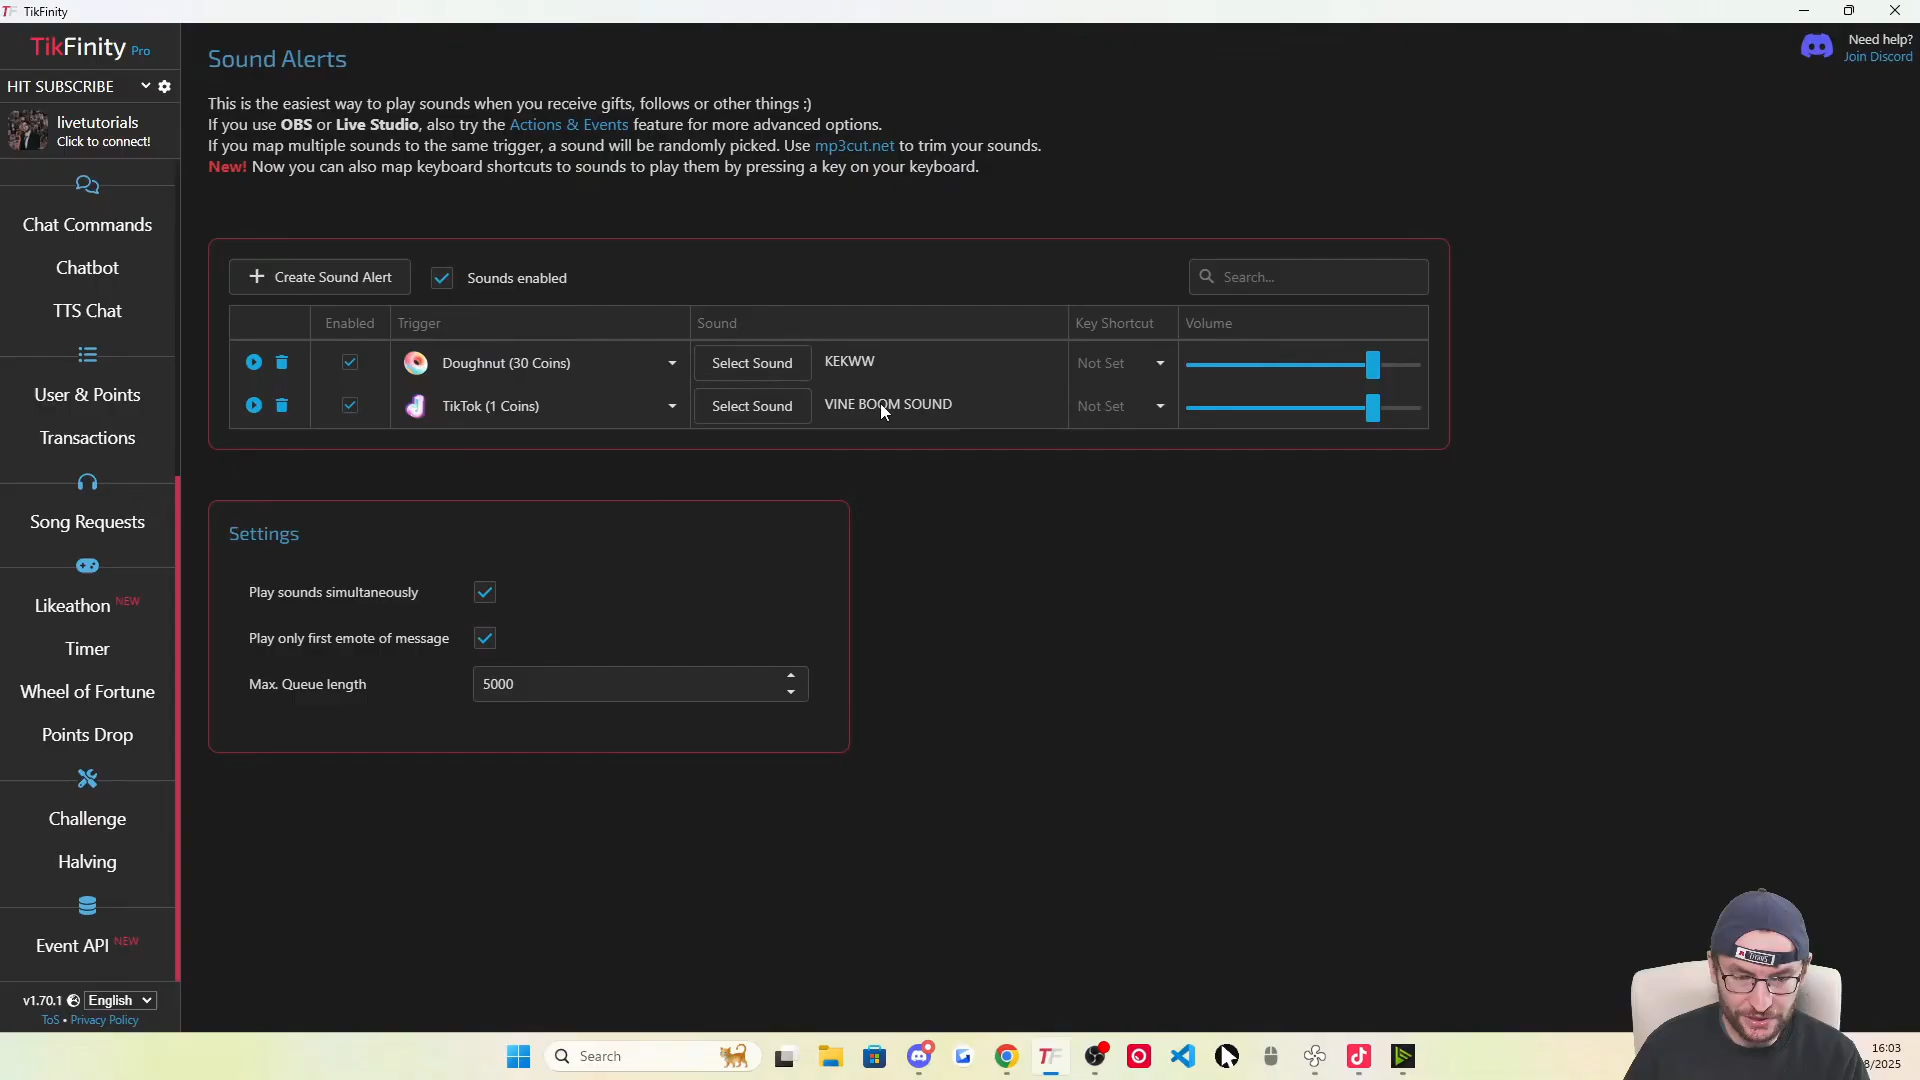 TikFinity
TikFinity Pro
HIT SUBSCRIBE
livetutorials
Click to connect!
Chat Commands
Chatbot
TTS Chat
User & Points
Transactions
Song Requests
Likeathon NEW
Timer
Wheel of Fortune
Points Drop
Challenge
Halving
Event API NEW
v1.70.1 English
ToS • Privacy Policy
Need help?
Join Discord
Sound Alerts
This is the easiest way to play sounds when you receive gifts, follows or other things :)
If you use OBS or Live Studio, also try the Actions & Events feature for more advanced options.
If you map multiple sounds to the same trigger, a sound will be randomly picked. Use mp3cut.net to trim your sounds.
New! Now you can also map keyboard shortcuts to sounds to play them by pressing a key on your keyboard.
Create Sound Alert Sounds enabled Search...
Enabled Trigger Sound Key Shortcut Volume
Doughnut (30 Coins) Select Sound KEKWW Not Set
TikTok (1 Coins) Select Sound VINE BOOM SOUND Not Set
Settings
Play sounds simultaneously
Play only first emote of message
Max. Queue length 5000
Search
16:03
8/2025